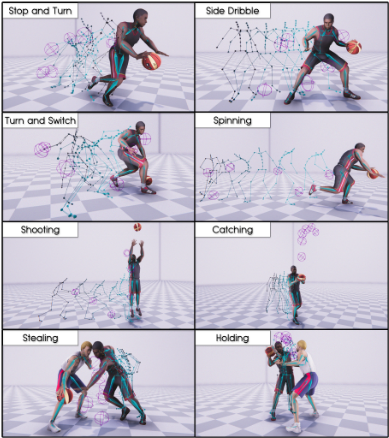 Stop and Turn
Side Dribble
Turn and Switch
Spinning
Shooting
Catching
Stealing
Holding